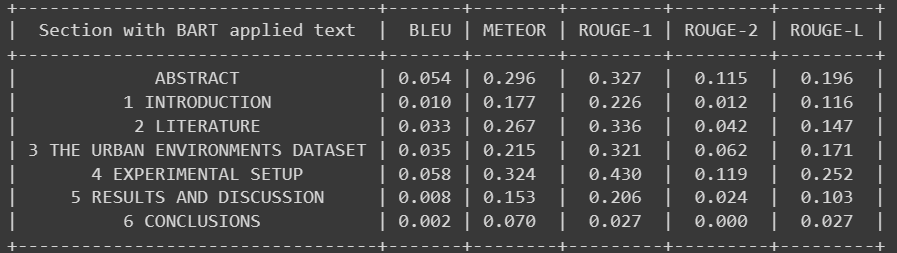 +--------------------------------------+--------+--------+---------+---------+---------+
| Section with BART applied text | BLEU | METEOR | ROUGE-1 | ROUGE-2 | ROUGE-L |
+--------------------------------------+--------+--------+---------+---------+---------+
| ABSTRACT | 0.054 | 0.296 | 0.327 | 0.115 | 0.196 |
| 1 INTRODUCTION | 0.010 | 0.177 | 0.226 | 0.012 | 0.116 |
| 2 LITERATURE | 0.033 | 0.267 | 0.336 | 0.042 | 0.147 |
| 3 THE URBAN ENVIRONMENTS DATASET | 0.035 | 0.215 | 0.321 | 0.062 | 0.171 |
| 4 EXPERIMENTAL SETUP | 0.058 | 0.324 | 0.430 | 0.119 | 0.252 |
| 5 RESULTS AND DISCUSSION | 0.008 | 0.153 | 0.206 | 0.024 | 0.103 |
| 6 CONCLUSIONS | 0.002 | 0.070 | 0.027 | 0.000 | 0.027 |
+--------------------------------------+--------+--------+---------+---------+---------+